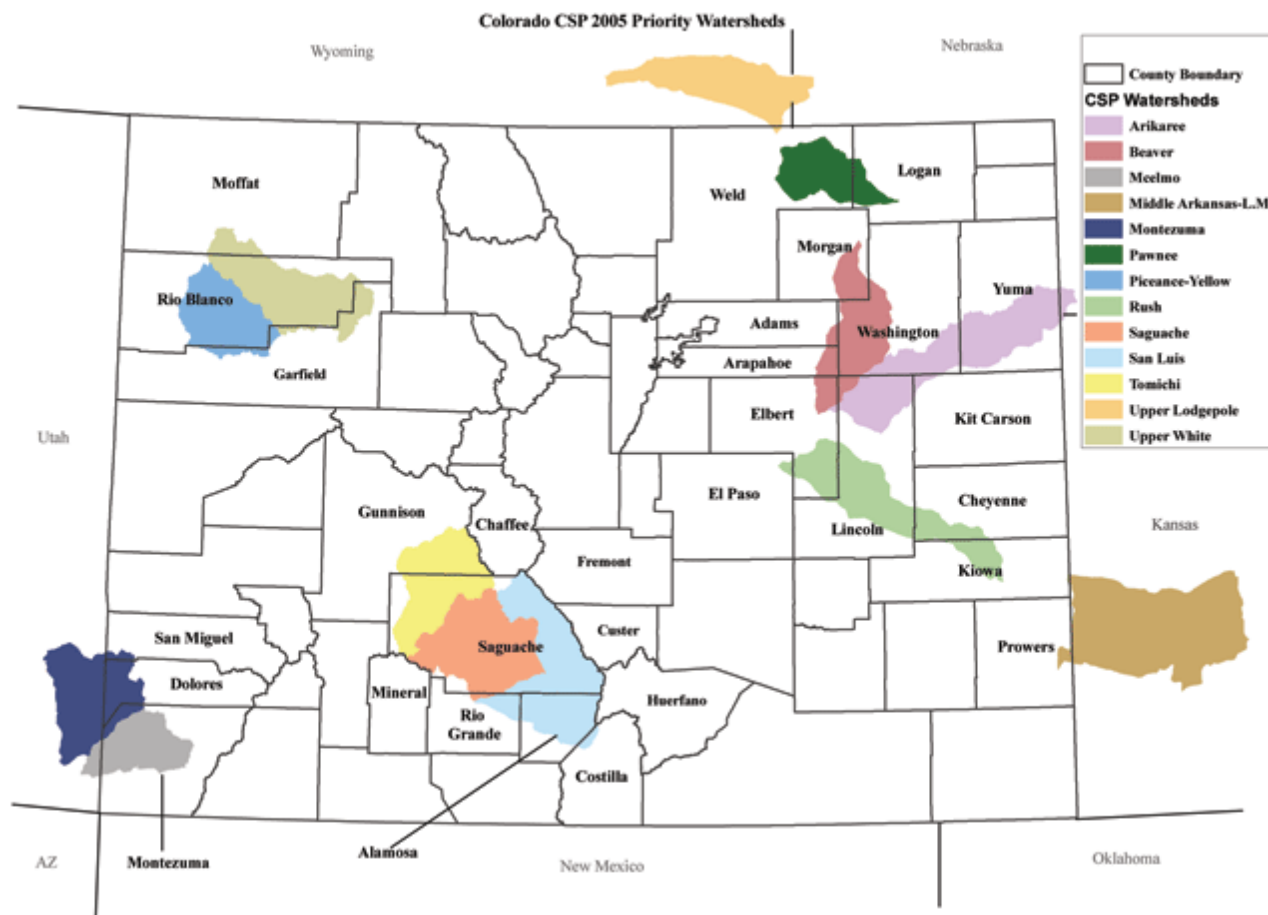 Colorado CSP 2005 Priority Watersheds
Wyoming
Nebraska
County Boundary
CSP Watersheds
Arikaree
Beaver
Mcelmo
Middle Arkansas-L.M
Montezuma
Pawnee
Piceance-Yellow
Rush
Saguache
San Luis
Tomichi
Upper Lodgepole
Upper White
Moffat
Weld
Logan
Morgan
Rio Blanco
Yuma
Adams
Washington
Arapahoe
Garfield
Elbert
Kit Carson
Utah
El Paso
Cheyenne
Gunnison
Chaffee
Lincoln
Kansas
Fremont
Kiowa
San Miguel
Custer
Saguache
Prowers
Dolores
Mineral
Huerfano
Rio
Grande
Costilla
Alamosa
Montezuma
AZ
New Mexico
Oklahoma